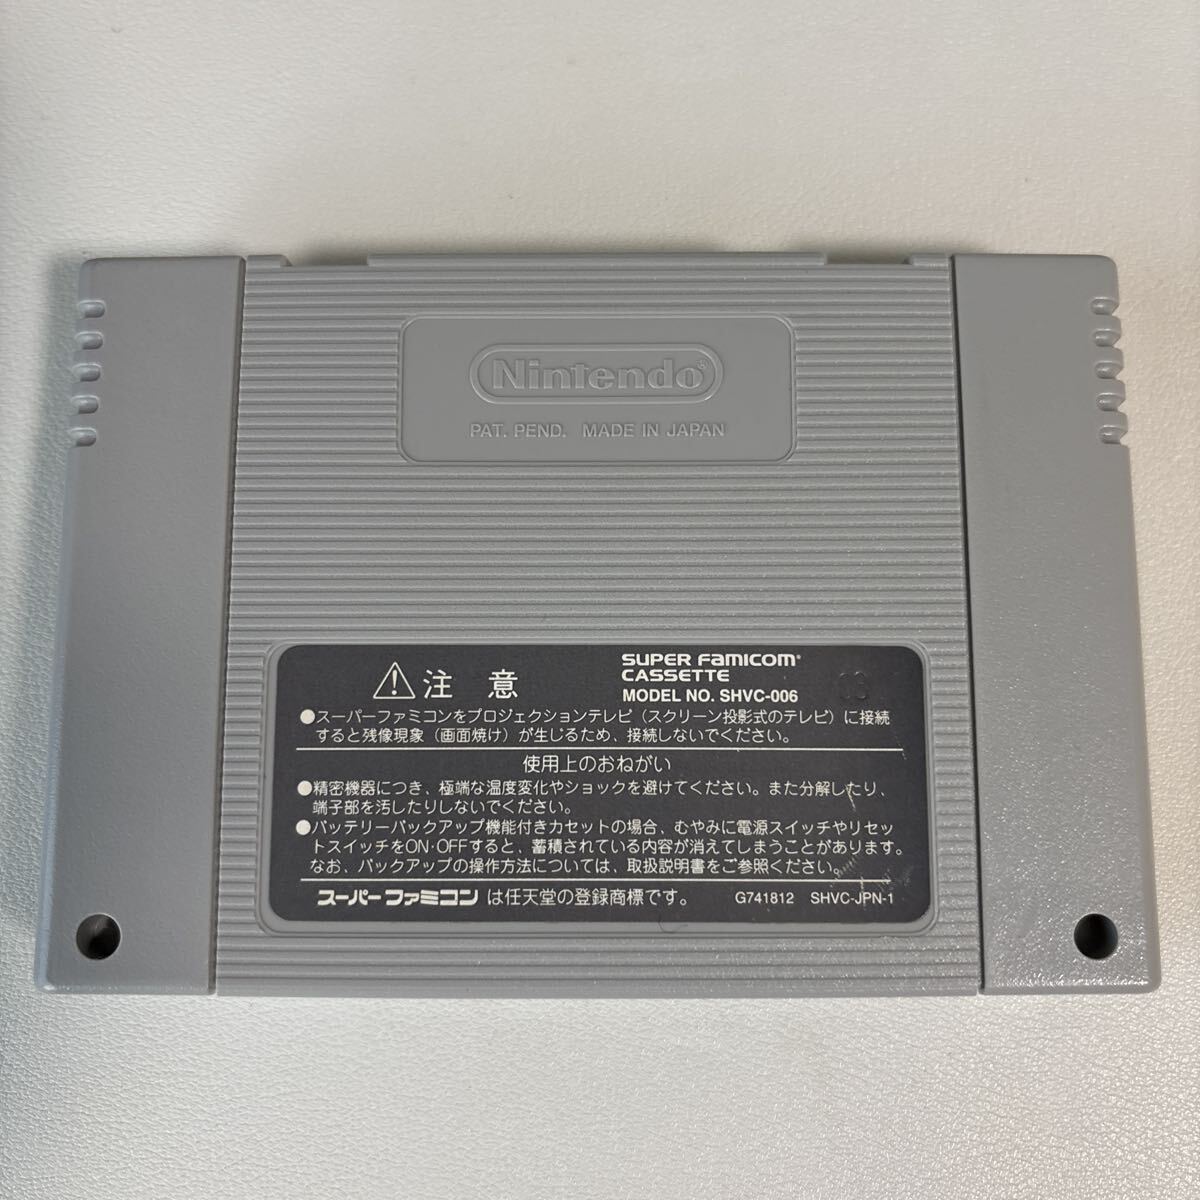 Nintendo
PAT. PEND. MADE IN JAPAN
注 意
SUPER FAMICOM
CASSETTE
MODEL NO. SHVC-006
●スーパーファミコンをプロジェクションテレビ（スクリーン投影式のテレビ）に接続
すると残像現象（画面焼け）が生じるため、接続しないでください。
使用上のおねがい
●精密機器につき、極端な温度変化やショックを避けてください。また分解したり、
端子部を汚したりしないでください。
●バッテリーバックアップ機能付きカセットの場合、むやみに電源スイッチやリセッ
トスイッチをON・OFFすると、蓄積されている内容が消えてしまうことがあります。
なお、バックアップの操作方法については、取扱説明書をご参照ください。
スーパーファミコン は任天堂の登録商標です。 G741812 SHVC-JPN-1